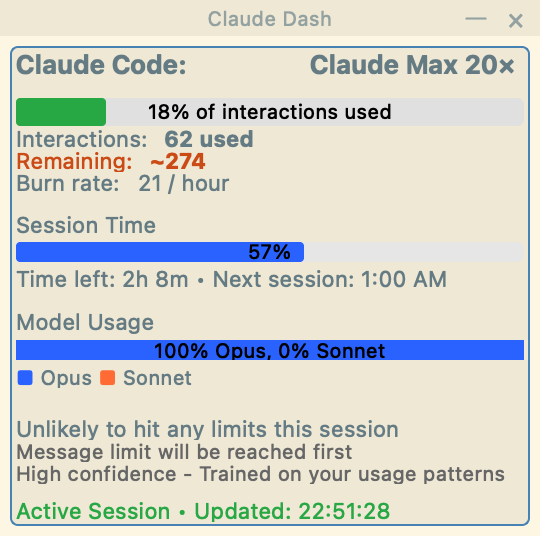 Claude Dash
Claude Code: Claude Max 20×
18% of interactions used
Interactions: 62 used
Remaining: ~274
Burn rate: 21 / hour
Session Time
57%
Time left: 2h 8m • Next session: 1:00 AM
Model Usage
100% Opus, 0% Sonnet
Opus Sonnet
Unlikely to hit any limits this session
Message limit will be reached first
High confidence - Trained on your usage patterns
Active Session • Updated: 22:51:28